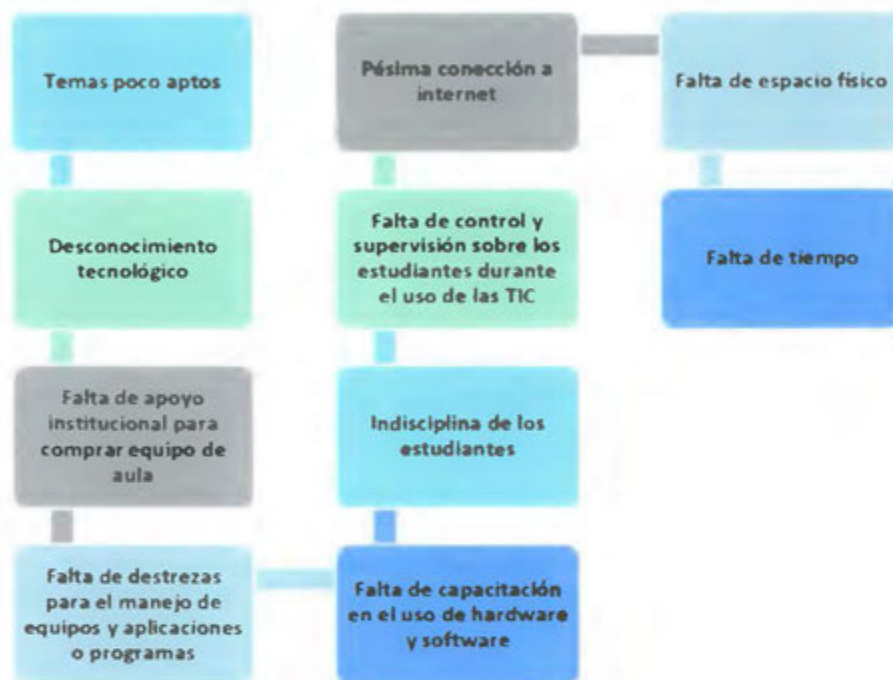 Temas poco aptos
Desconocimiento
tecnológico
Falta de apoyo
institucional para
comprar equipo de
aula
Falta de destrezas
para el manejo de
equipos y aplicaciones
o programas
Falta de capacitación
en el uso de hardware
y software
Indisciplina de los
estudiantes
Falta de control y
supervisión sobre los
estudiantes durante
el uso de las TIC
Pésima conección a
internet
Falta de espacio físico
Falta de tiempo